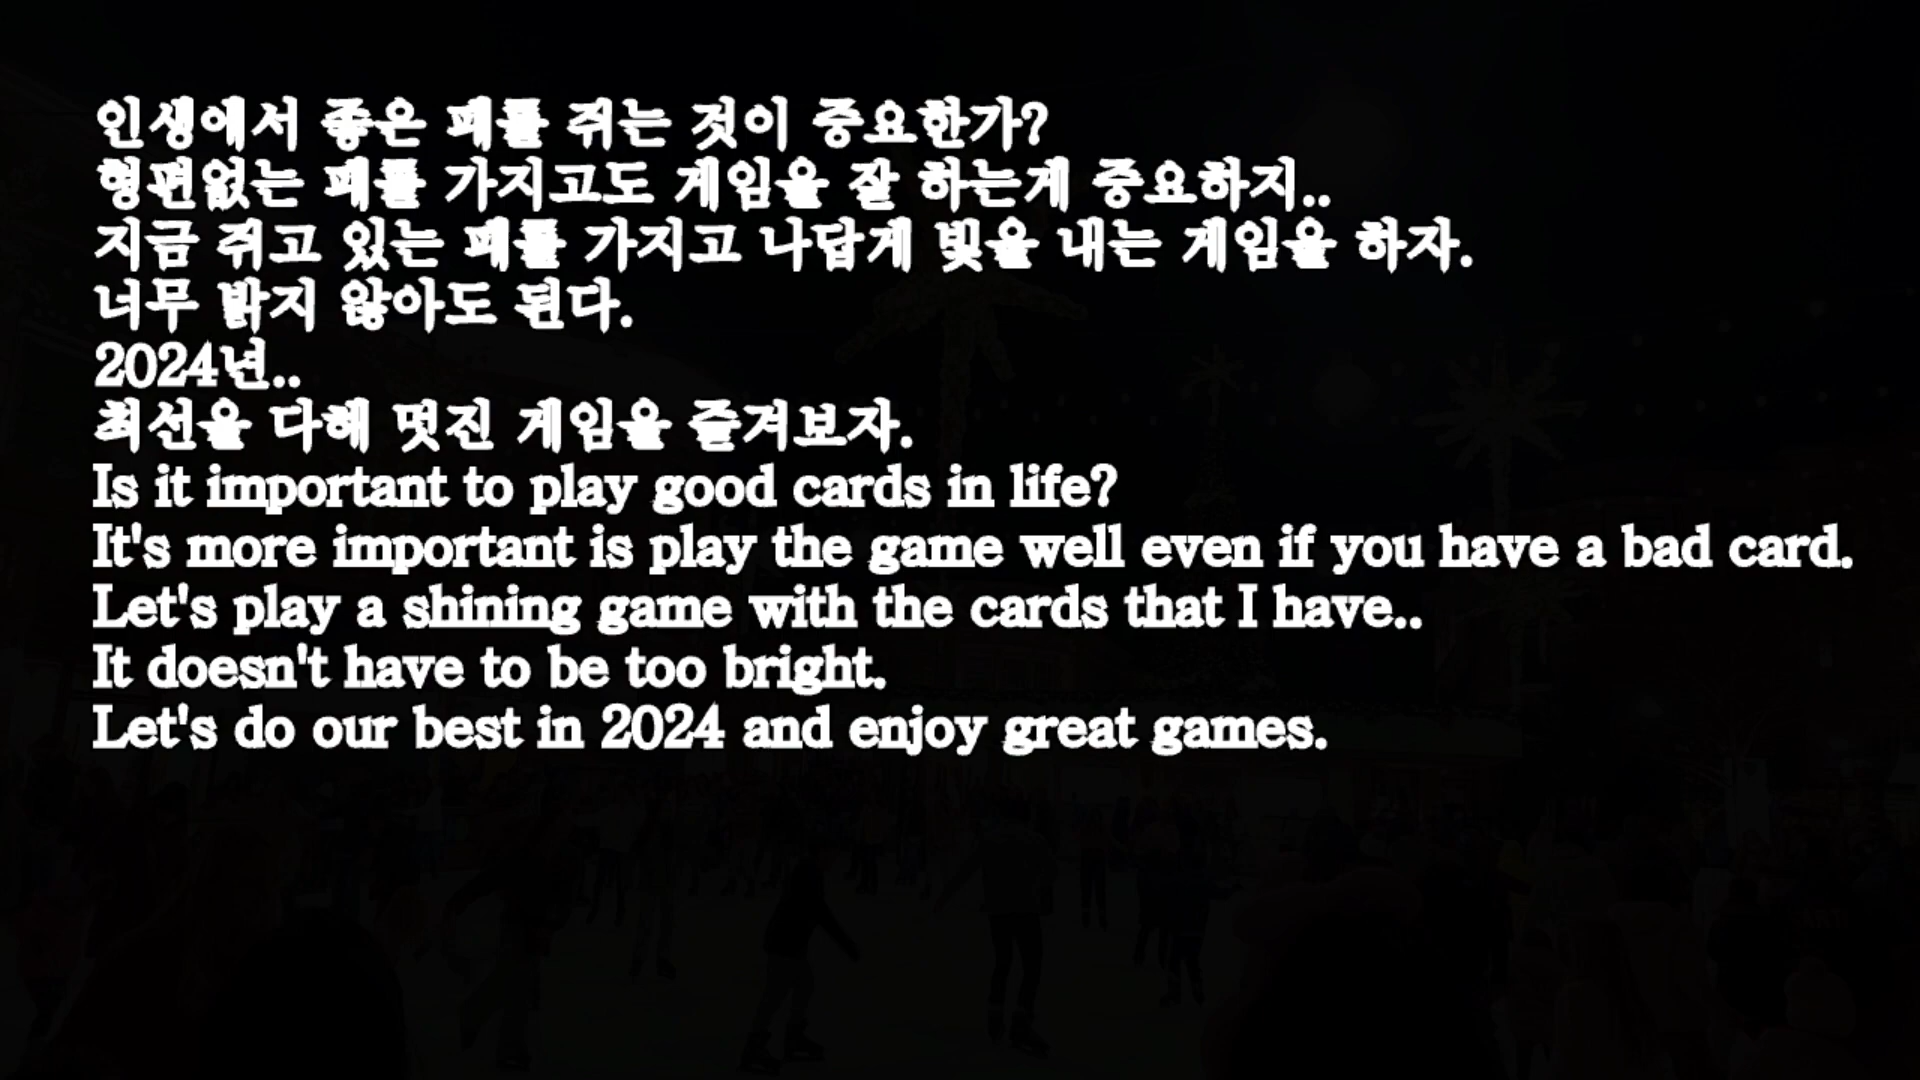 인생에서 좋은 패를 쥐는 것이 중요한가?
형편없는 패를 가지고도 게임을 잘 하는게 중요하지..
지금 쥐고 있는 패를 가지고 나답게 빛을 내는 게임을 하자.
너무 밝지 않아도 된다.
2024년..
최선을 다해 멋진 게임을 즐겨보자.
Is it important to play good cards in life?
It's more important is play the game well even if you have a bad card.
Let's play a shining game with the cards that I have..
It doesn't have to be too bright.
Let's do our best in 2024 and enjoy great games.